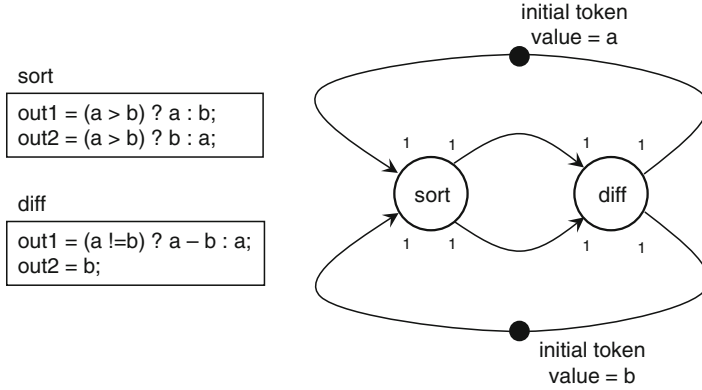 initial token
value = a
sort
out1 = (a > b) ? a : b;
out2 = (a > b) ? b : a;
1 1 1 1
sort diff
diff
out1 = (a !=b) ? a – b : a;
out2 = b;
1 1 1 1
initial token
value = b